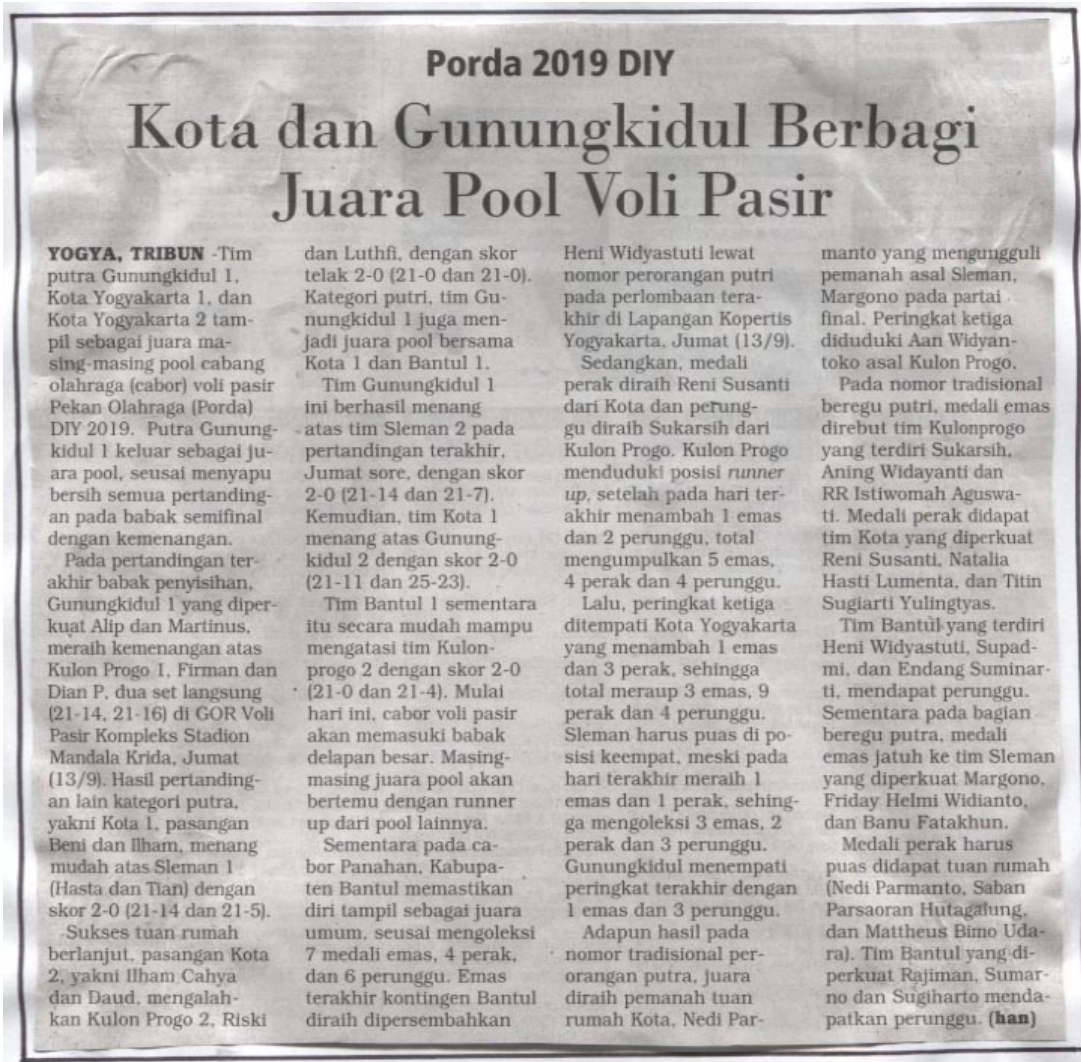 Porda 2019 DIY
Kota dan Gunungkidul Berbagi
Juara Pool Voli Pasir
YOGYA, TRIBUN -Tim
putra Gunungkidul 1,
Kota Yogyakarta 1, dan
Kota Yogyakarta 2 tam-
pil sebagai juara ma-
sing-masing pool cabang
olahraga (cabor) voli pasir
Pekan Olahraga (Porda)
DIY 2019. Putra Gunung-
kidul 1 keluar sebagai ju-
ara pool, seusai menyapu
bersih semua pertanding-
an pada babak semifinal
dengan kemenangan.
Pada pertandingan ter-
akhir babak penyisihan,
Gunungkidul 1 yang diper-
kuat Alip dan Martinus,
meraih kemenangan atas
Kulon Progo 1, Firman dan
Dian P, dua set langsung
(21-14, 21-16) di GOR Voli
Pasir Kompleks Stadion
Mandala Krida, Jumat
(13/9). Hasil pertanding-
an lain kategori putra,
yakni Kota 1, pasangan
Beni dan Ilham, menang
mudah atas Sleman 1
(Hasta dan Tian) dengan
skor 2-0 (21-14 dan 21-5).
Sukses tuan rumah
berlanjut, pasangan Kota
2, yakni Ilham Cahya
dan Daud, mengalah-
kan Kulon Progo 2, Riski
dan Luthfi, dengan skor
telak 2-0 (21-0 dan 21-0).
Kategori putri, tim Gu-
nungkidul 1 juga men-
jadi juara pool bersama
Kota 1 dan Bantul 1.
Tim Gunungkidul 1
ini berhasil menang
atas tim Sleman 2 pada
pertandingan terakhir,
Jumat sore, dengan skor
2-0 (21-14 dan 21-7).
Kemudian, tim Kota 1
menang atas Gunung-
kidul 2 dengan skor 2-0
(21-11 dan 25-23).
Tim Bantul 1 sementara
itu secara mudah mampu
mengatasi tim Kulon-
progo 2 dengan skor 2-0
(21-0 dan 21-4). Mulai
hari ini, cabor voli pasir
akan memasuki babak
delapan besar. Masing-
masing juara pool akan
bertemu dengan runner
up dari pool lainnya.
Sementara pada ca-
bor Panahan, Kabupa-
ten Bantul memastikan
diri tampil sebagai juara
umum, seusai mengoleksi
7 medali emas, 4 perak,
dan 6 perunggu. Emas
terakhir kontingen Bantul
diraih dipersembahkan
Heni Widyastuti lewat
nomor perorangan putri
pada perlombaan tera-
khir di Lapangan Kopertis
Yogyakarta, Jumat (13/9).
Sedangkan, medali
perak diraih Reni Susanti
dari Kota dan perung-
gu diraih Sukarsih dari
Kulon Progo. Kulon Progo
menduduki posisi runner
up, setelah pada hari ter-
akhir menambah 1 emas
dan 2 perunggu, total
mengumpulkan 5 emas,
4 perak dan 4 perunggu.
Lalu, peringkat ketiga
ditempati Kota Yogyakarta
yang menambah 1 emas
dan 3 perak, sehingga
total meraup 3 emas, 9
perak dan 4 perunggu.
Sleman harus puas di po-
sisi keempat, meski pada
hari terakhir meraih 1
emas dan 1 perak, sehing-
ga mengoleksi 3 emas, 2
perak dan 3 perunggu.
Gunungkidul menempati
peringkat terakhir dengan
1 emas dan 3 perunggu.
Adapun hasil pada
nomor tradisional per-
orangan putra, juara
diraih pemanah tuan
rumah Kota, Nedi Par-
manto yang mengungguli
pemanah asal Sleman,
Margono pada partai
final. Peringkat ketiga
diduduki Aan Widyan-
toko asal Kulon Progo.
Pada nomor tradisional
beregu putri, medali emas
direbut tim Kulonprogo
yang terdiri Sukarsih,
Aning Widayanti dan
RR Istiwomah Aguswa-
ti. Medali perak didapat
tim Kota yang diperkuat
Reni Susanti, Natalia
Hasti Lumenta, dan Titin
Sugiarti Yulingtyas.
Tim Bantul yang terdiri
Heni Widyastuti, Supad-
mi, dan Endang Suminar-
ti, mendapat perunggu.
Sementara pada bagian
beregu putra, medali
emas jatuh ke tim Sleman
yang diperkuat Margono,
Friday Helmi Widianto,
dan Banu Fatakhun.
Medali perak harus
puas didapat tuan rumah
(Nedi Parmanto, Saban
Parsaoran Hutagalung,
dan Mattheus Bimo Uda-
ra). Tim Bantul yang di-
perkuat Rajiman, Sumar-
no dan Sugiharto menda-
patkan perunggu. (han)